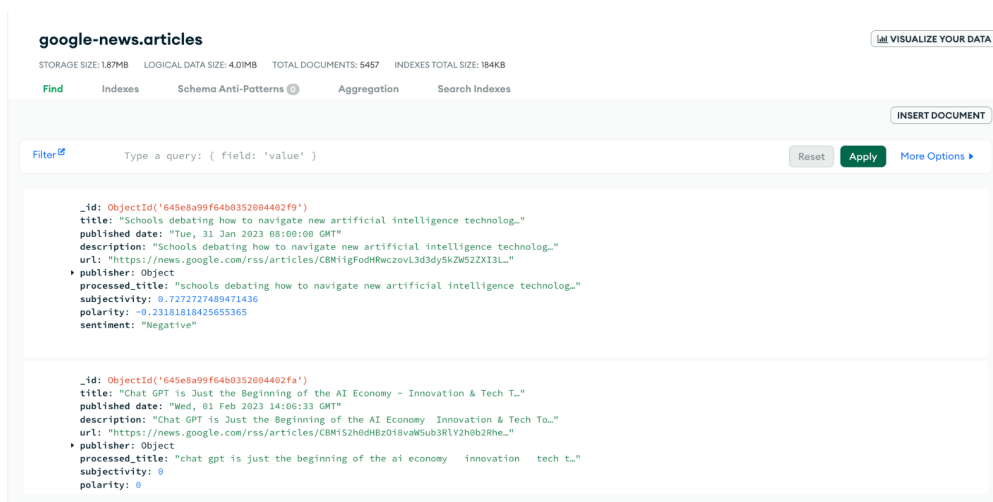 google-news.articles
VISUALIZE YOUR DATA
STORAGE SIZE: 1.87MB LOGICAL DATA SIZE: 4.01MB TOTAL DOCUMENTS: 5457 INDEXES TOTAL SIZE: 184KB
Find Indexes Schema Anti-Patterns 0 Aggregation Search Indexes
INSERT DOCUMENT
Filter Type a query: { field: 'value' } Reset Apply More Options
_id: ObjectId('645e8a99f64b0352004402f9')
title: "Schools debating how to navigate new artificial intelligence technolog…"
published date: "Tue, 31 Jan 2023 08:00:00 GMT"
description: "Schools debating how to navigate new artificial intelligence technolog…"
url: "https://news.google.com/rss/articles/CBMiigFodHRwczovL3d3dy5kZW52ZXI3L…"
publisher: Object
processed_title: "schools debating how to navigate new artificial intelligence technolog…"
subjectivity: 0.7272727489471436
polarity: -0.23181818425655365
sentiment: "Negative"
_id: ObjectId('645e8a99f64b0352004402fa')
title: "Chat GPT is Just the Beginning of the AI Economy - Innovation & Tech T…"
published date: "Wed, 01 Feb 2023 14:06:33 GMT"
description: "Chat GPT is Just the Beginning of the AI Economy  Innovation & Tech To…"
url: "https://news.google.com/rss/articles/CBMiS2h0dHBzOi8vaW5ub3RlY2h0b2Rhe…"
publisher: Object
processed_title: "chat gpt is just the beginning of the ai economy   innovation   tech t…"
subjectivity: 0
polarity: 0